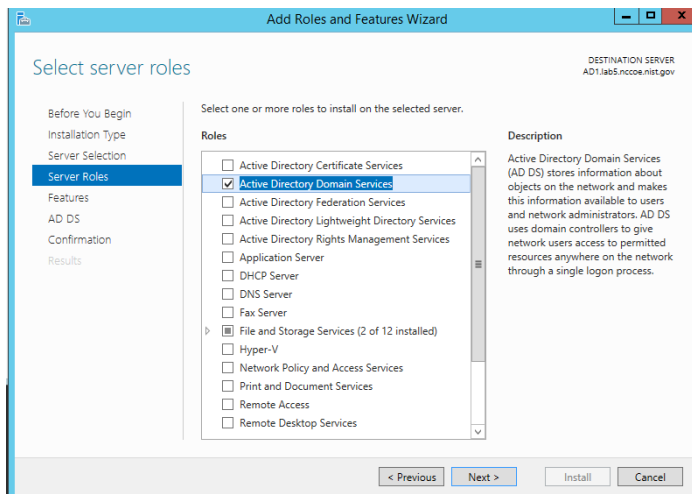 Add Roles and Features Wizard
Select server roles
DESTINATION SERVER
AD1.lab5.nccoe.nist.gov
Before You Begin
Installation Type
Server Selection
Server Roles
Features
AD DS
Confirmation
Results
Select one or more roles to install on the selected server.
Roles
Active Directory Certificate Services
Active Directory Domain Services
Active Directory Federation Services
Active Directory Lightweight Directory Services
Active Directory Rights Management Services
Application Server
DHCP Server
DNS Server
Fax Server
File and Storage Services (2 of 12 installed)
Hyper-V
Network Policy and Access Services
Print and Document Services
Remote Access
Remote Desktop Services
Description
Active Directory Domain Services
(AD DS) stores information about
objects on the network and makes
this information available to users
and network administrators. AD DS
uses domain controllers to give
network users access to permitted
resources anywhere on the network
through a single logon process.
< Previous
Next >
Install
Cancel